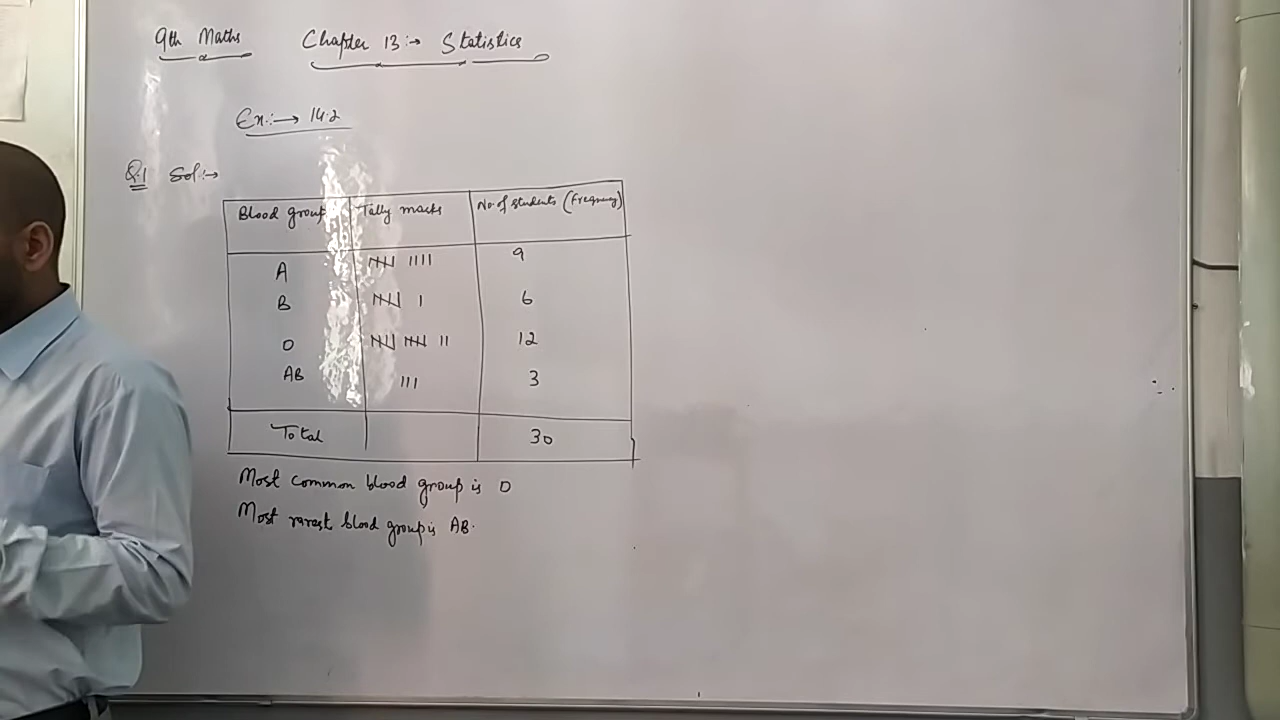 9th Maths Chapter 13:→ Statistics
Ex:→ 14.2
Q.1 Sol:→
Blood group Tally marks No. of students (Frequency)
A 𝍸 |||| 9
B 𝍸 | 6
O 𝍸 𝍸 || 12
AB ||| 3
Total 30
Most common blood group is O
Most rarest blood group is AB.